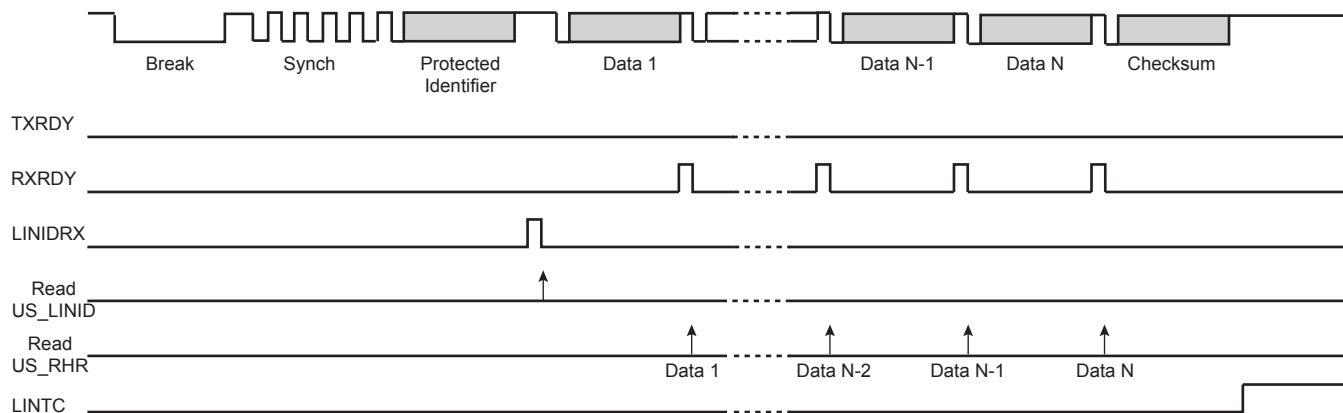 Break
Synch
Protected
Identifier
Data 1
Data N-1
Data N
Checksum
TXRDY
RXRDY
LINIDRX
Read
US_LINID
Read
US_RHR
Data 1
Data N-2
Data N-1
Data N
LINTC